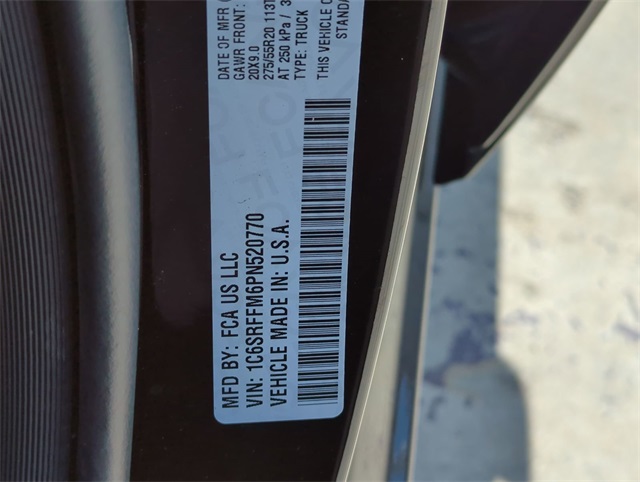 MFD BY: FCA US LLC
VIN: 1C6SRFFM6PN520770
VEHICLE MADE IN: U.S.A.
DATE OF MFR
GAWR FRONT:
20X9.0
275/55R20 113T
AT 250 kPa /
TYPE: TRUCK
THIS VEHICLE
STANDA